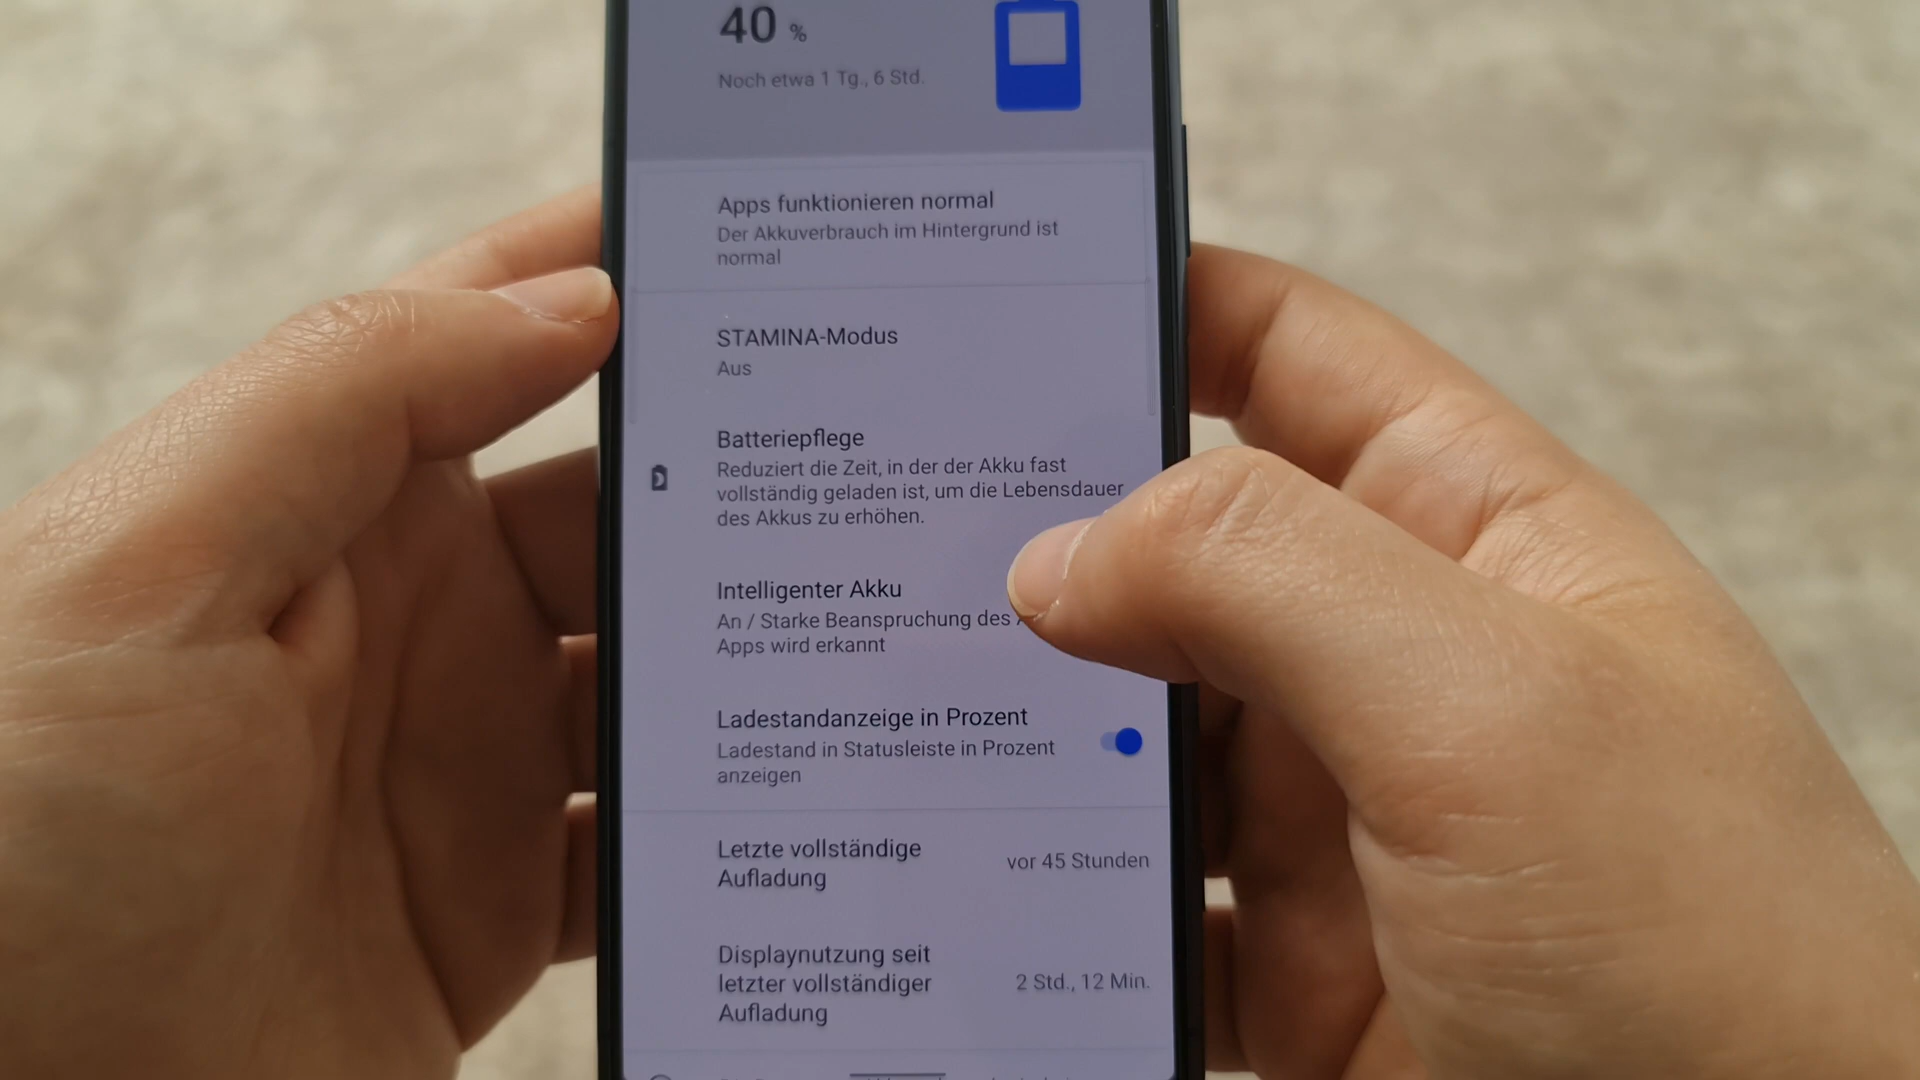 40 %
Noch etwa 1 Tg., 6 Std.
Apps funktionieren normal
Der Akkuverbrauch im Hintergrund ist
normal
STAMINA-Modus
Aus
Batteriepflege
Reduziert die Zeit, in der der Akku fast
vollständig geladen ist, um die Lebensdauer
des Akkus zu erhöhen.
Intelligenter Akku
An / Starke Beanspruchung des
Apps wird erkannt
Ladestandanzeige in Prozent
Ladestand in Statusleiste in Prozent
anzeigen
Letzte vollständige
Aufladung
vor 45 Stunden
Displaynutzung seit
letzter vollständiger
Aufladung
2 Std., 12 Min.